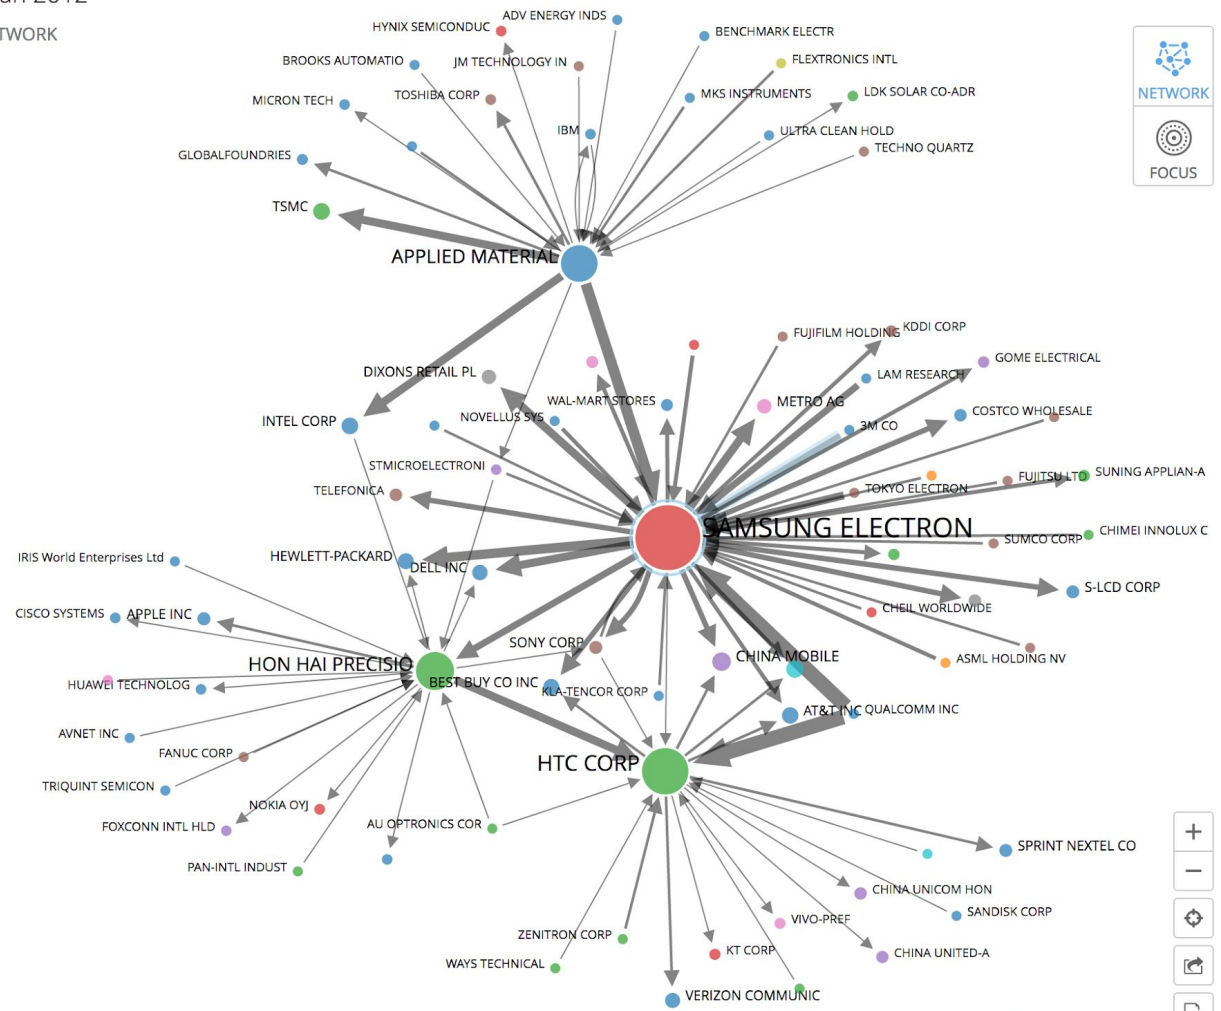 2012
TWORK
ADV ENERGY INDS
HYNIX SEMICONDUC
BENCHMARK ELECTR
BROOKS AUTOMATIO
JM TECHNOLOGY IN
FLEXTRONICS INTL
NETWORK
MICRON TECH
TOSHIBA CORP
MKS INSTRUMENTS
LDK SOLAR CO-ADR
IBM
ULTRA CLEAN HOLD
GLOBALFOUNDRIES
TECHNO QUARTZ
FOCUS
TSMC
APPLIED MATERIAL
FUJIFILM HOLDING
KDDI CORP
DIXONS RETAIL PL
LAM RESEARCH
GOME ELECTRICAL
WAL-MART STORES
METRO AG
INTEL CORP
NOVELLUS SYS
3M CO
COSTCO WHOLESALE
STMICROELECTRONI
TELEFONICA
TOKYO ELECTRON
FUJITSU LTD
SUNING APPLIAN-A
SAMSUNG ELECTRON
SUMCO CORP
CHIMEI INNOLUX C
IRIS World Enterprises Ltd
HEWLETT-PACKARD
DELL INC
S-LCD CORP
CISCO SYSTEMS
APPLE INC
CHEIL WORLDWIDE
SONY CORP
HON HAI PRECISIO
CHINA MOBILE
ASML HOLDING NV
HUAWEI TECHNOLOG
BEST BUY CO INC
KLA-TENCOR CORP
AT&T INC
QUALCOMM INC
AVNET INC
FANUC CORP
HTC CORP
TRIQUINT SEMICON
NOKIA OYJ
FOXCONN INTL HLD
AU OPTRONICS COR
SPRINT NEXTEL CO
PAN-INTL INDUST
CHINA UNICOM HON
VIVO-PREF
SANDISK CORP
ZENITRON CORP
KT CORP
CHINA UNITED-A
WAYS TECHNICAL
VERIZON COMMUNIC